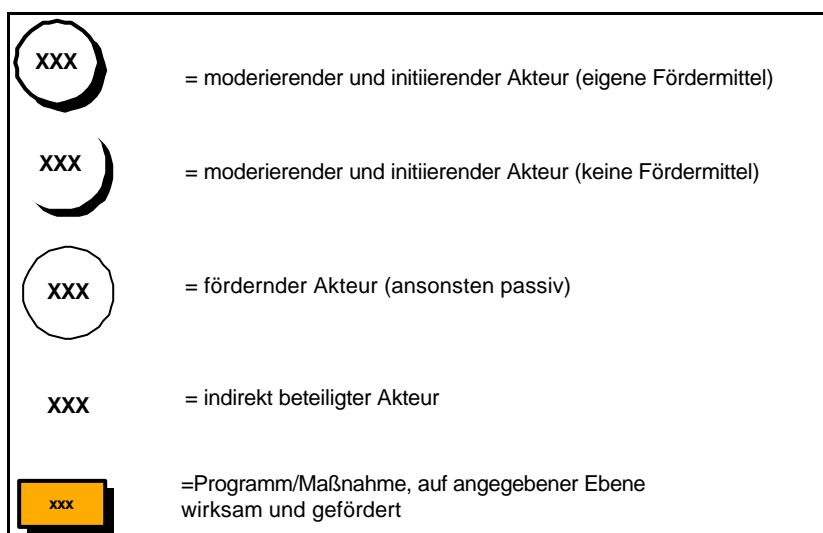 XXX
= moderierender und initiierender Akteur (eigene Fördermittel)
XXX
= moderierender und initiierender Akteur (keine Fördermittel)
XXX
= fördernder Akteur (ansonsten passiv)
XXX
= indirekt beteiligter Akteur
xxx
=Programm/Maßnahme, auf angegebener Ebene
wirksam und gefördert